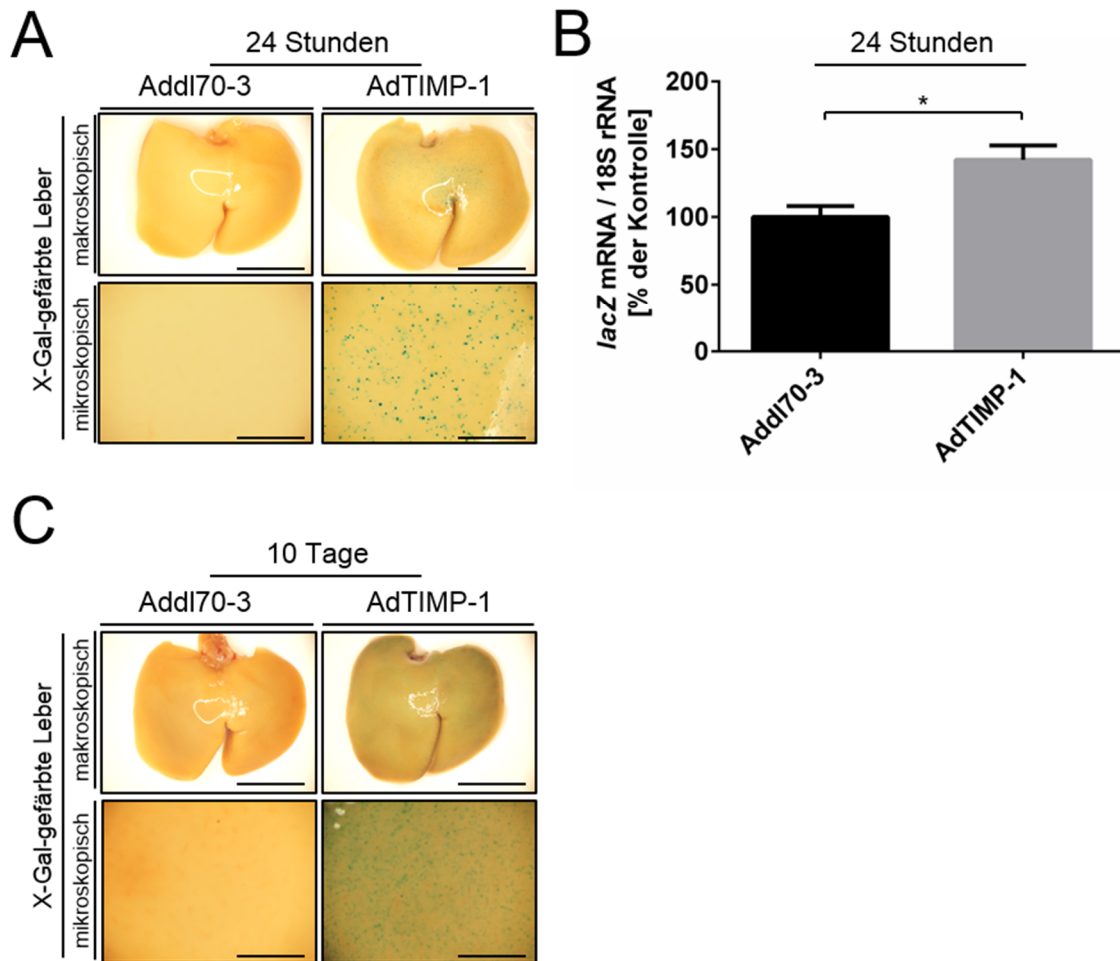 A
24 Stunden
Addl70-3 AdTIMP-1
X-Gal-gefärbte Leber
makroskopisch
mikroskopisch
B
24 Stunden
*
lacZ mRNA / 18S rRNA
[% der Kontrolle]
200
150
100
50
0
Addl70-3
AdTIMP-1
C
10 Tage
Addl70-3 AdTIMP-1
X-Gal-gefärbte Leber
makroskopisch
mikroskopisch